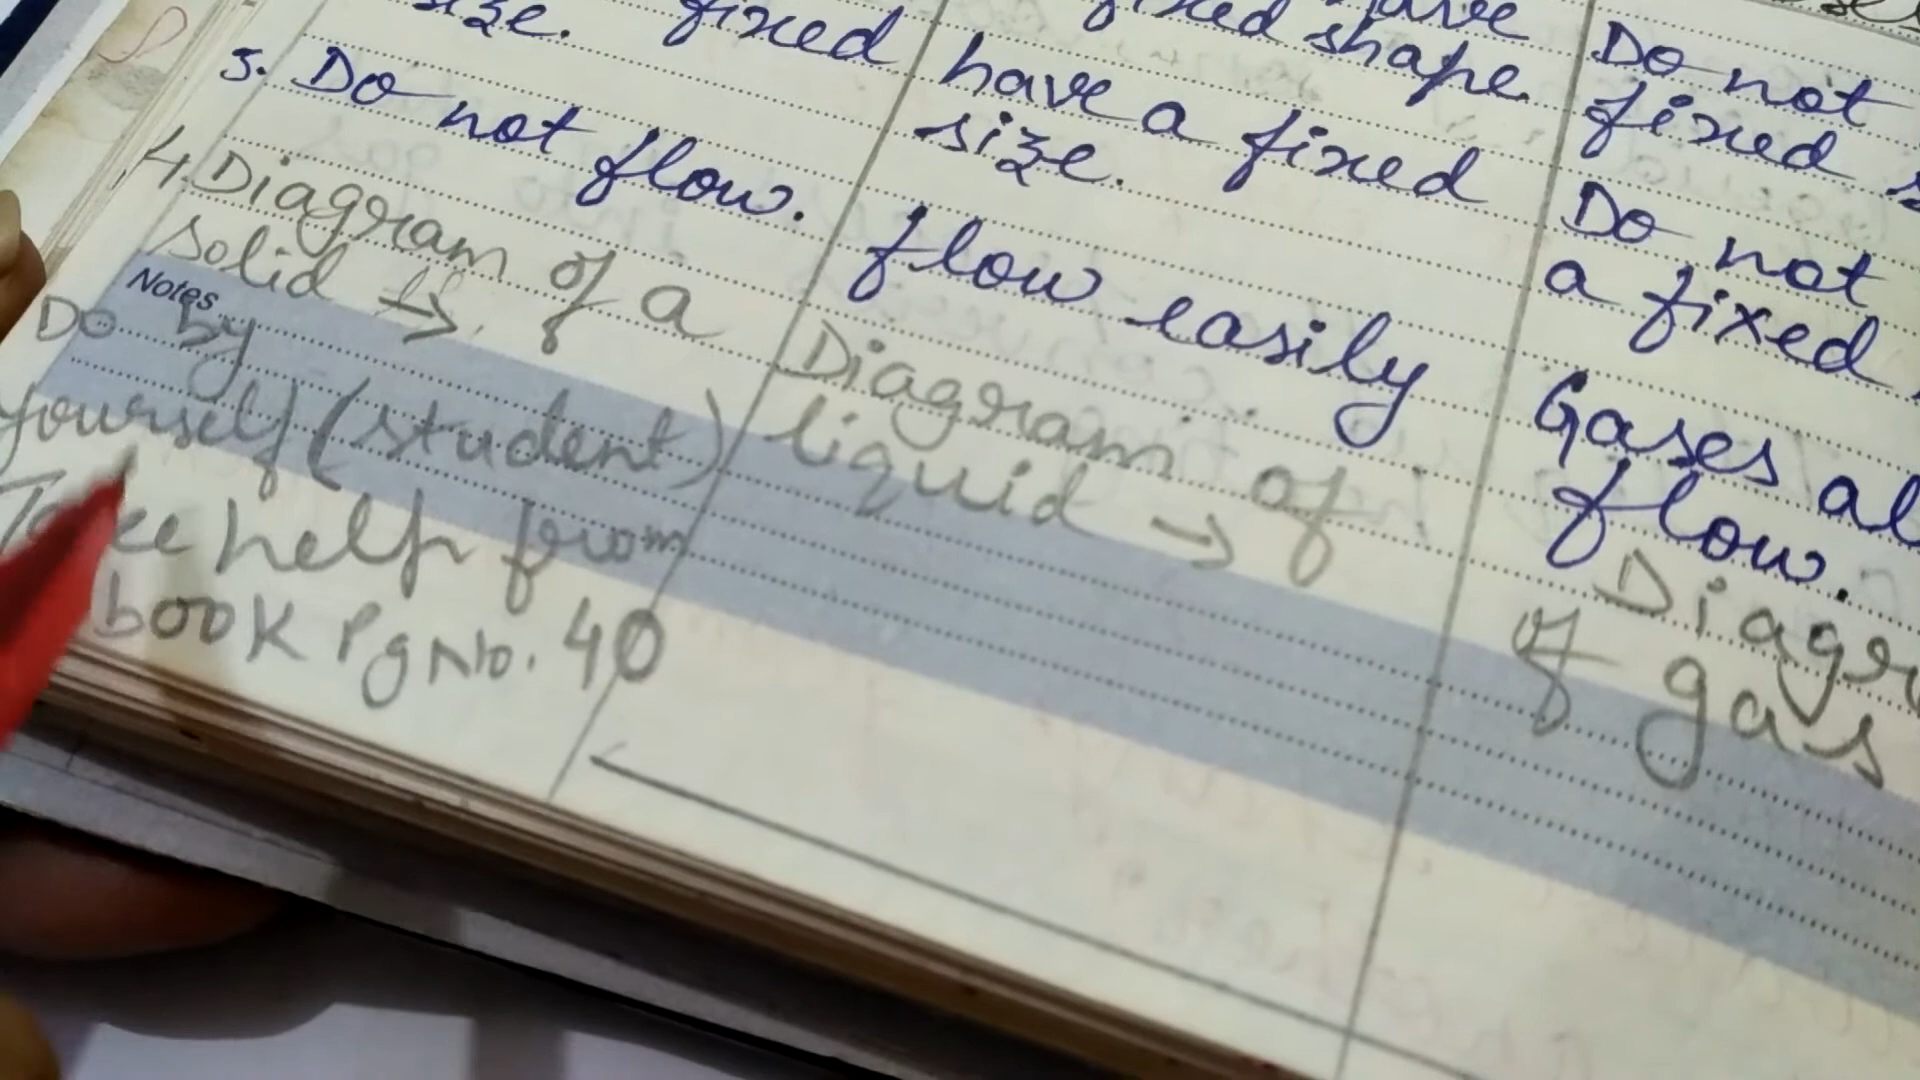 size. fixed
3. Do not flow.
4. Diagram of a
solid →
Notes
Do by
yourself (student)
Take help from
book Pg No. 40
have
fixed shape.
have a fixed
size.
flow easily
Diagram of
liquid →
Do not
fixed
Do not
a fixed
Gases al
flow.
Diagr
of gas